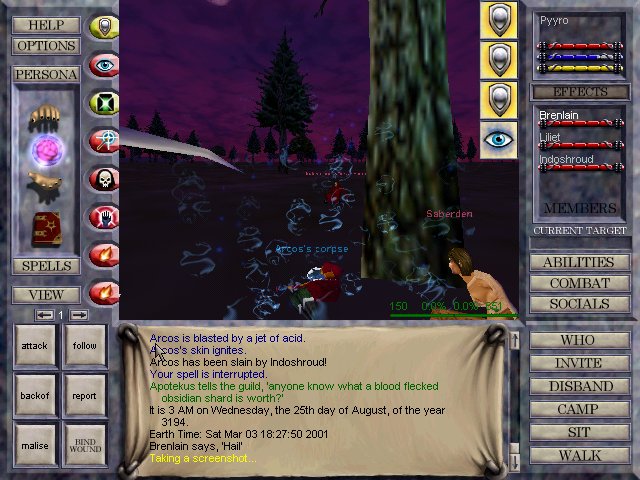 HELP
OPTIONS
PERSONA
SPELLS
VIEW
1
attack
follow
backof
report
malise
BIND WOUND
Saberden
Arcos's corpse
150 0.0% 0.0% 351
Arcos is blasted by a jet of acid.
Arcos's skin ignites.
Arcos has been slain by Indoshroud!
Your spell is interrupted.
Apotekus tells the guild, 'anyone know what a blood flecked
obsidian shard is worth?'
It is 3 AM on Wednesday, the 25th day of August, of the year
3194.
Earth Time: Sat Mar 03 18:27:50 2001
Brenlain says, 'Hail'
Taking a screenshot...
Pyyro
EFFECTS
Brenlain
Liliet
Indoshroud
MEMBERS
CURRENT TARGET
ABILITIES
COMBAT
SOCIALS
WHO
INVITE
DISBAND
CAMP
SIT
WALK